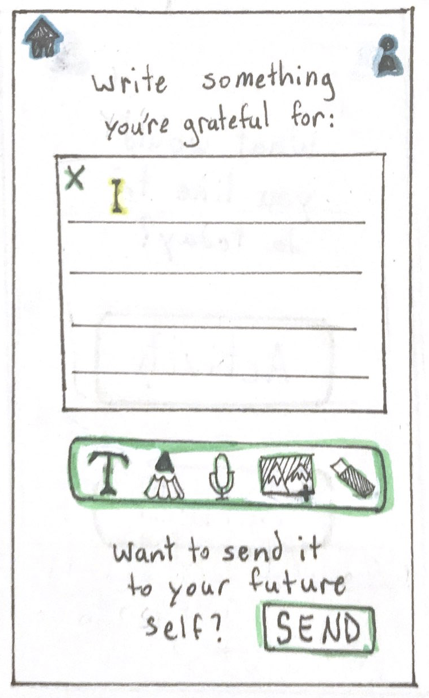 Write something
you're grateful for:
X
T
Want to send it
to your future
self? SEND